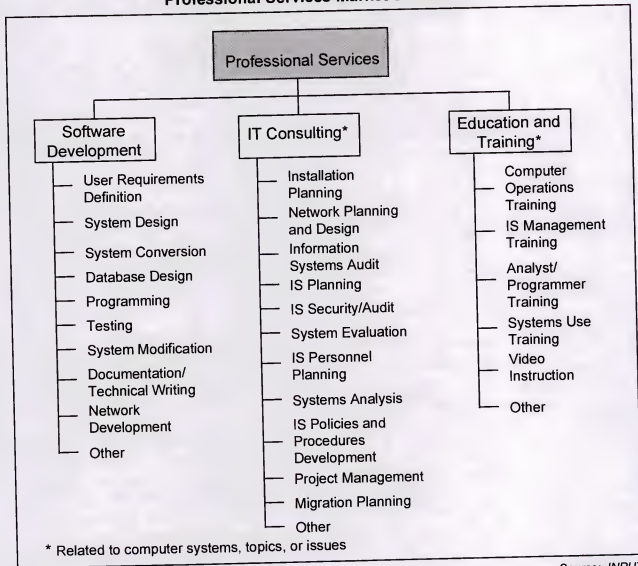 Professional Services
Software
Development
User Requirements
Definition
System Design
System Conversion
Database Design
Programming
Testing
System Modification
Documentation/
Technical Writing
Network
Development
Other
IT Consulting*
Installation
Planning
Network Planning
and Design
Information
Systems Audit
IS Planning
IS Security/Audit
System Evaluation
IS Personnel
Planning
Systems Analysis
IS Policies and
Procedures
Development
Project Management
Migration Planning
Other
Education and
Training*
Computer
Operations
Training
IS Management
Training
Analyst/
Programmer
Training
Systems Use
Training
Video
Instruction
Other
* Related to computer systems, topics, or issues